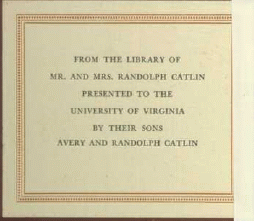 FROM THE LIBRARY OF
MR. AND MRS. RANDOLPH CATLIN
PRESENTED TO THE
UNIVERSITY OF VIRGINIA
BY THEIR SONS
AVERY AND RANDOLPH CATLIN